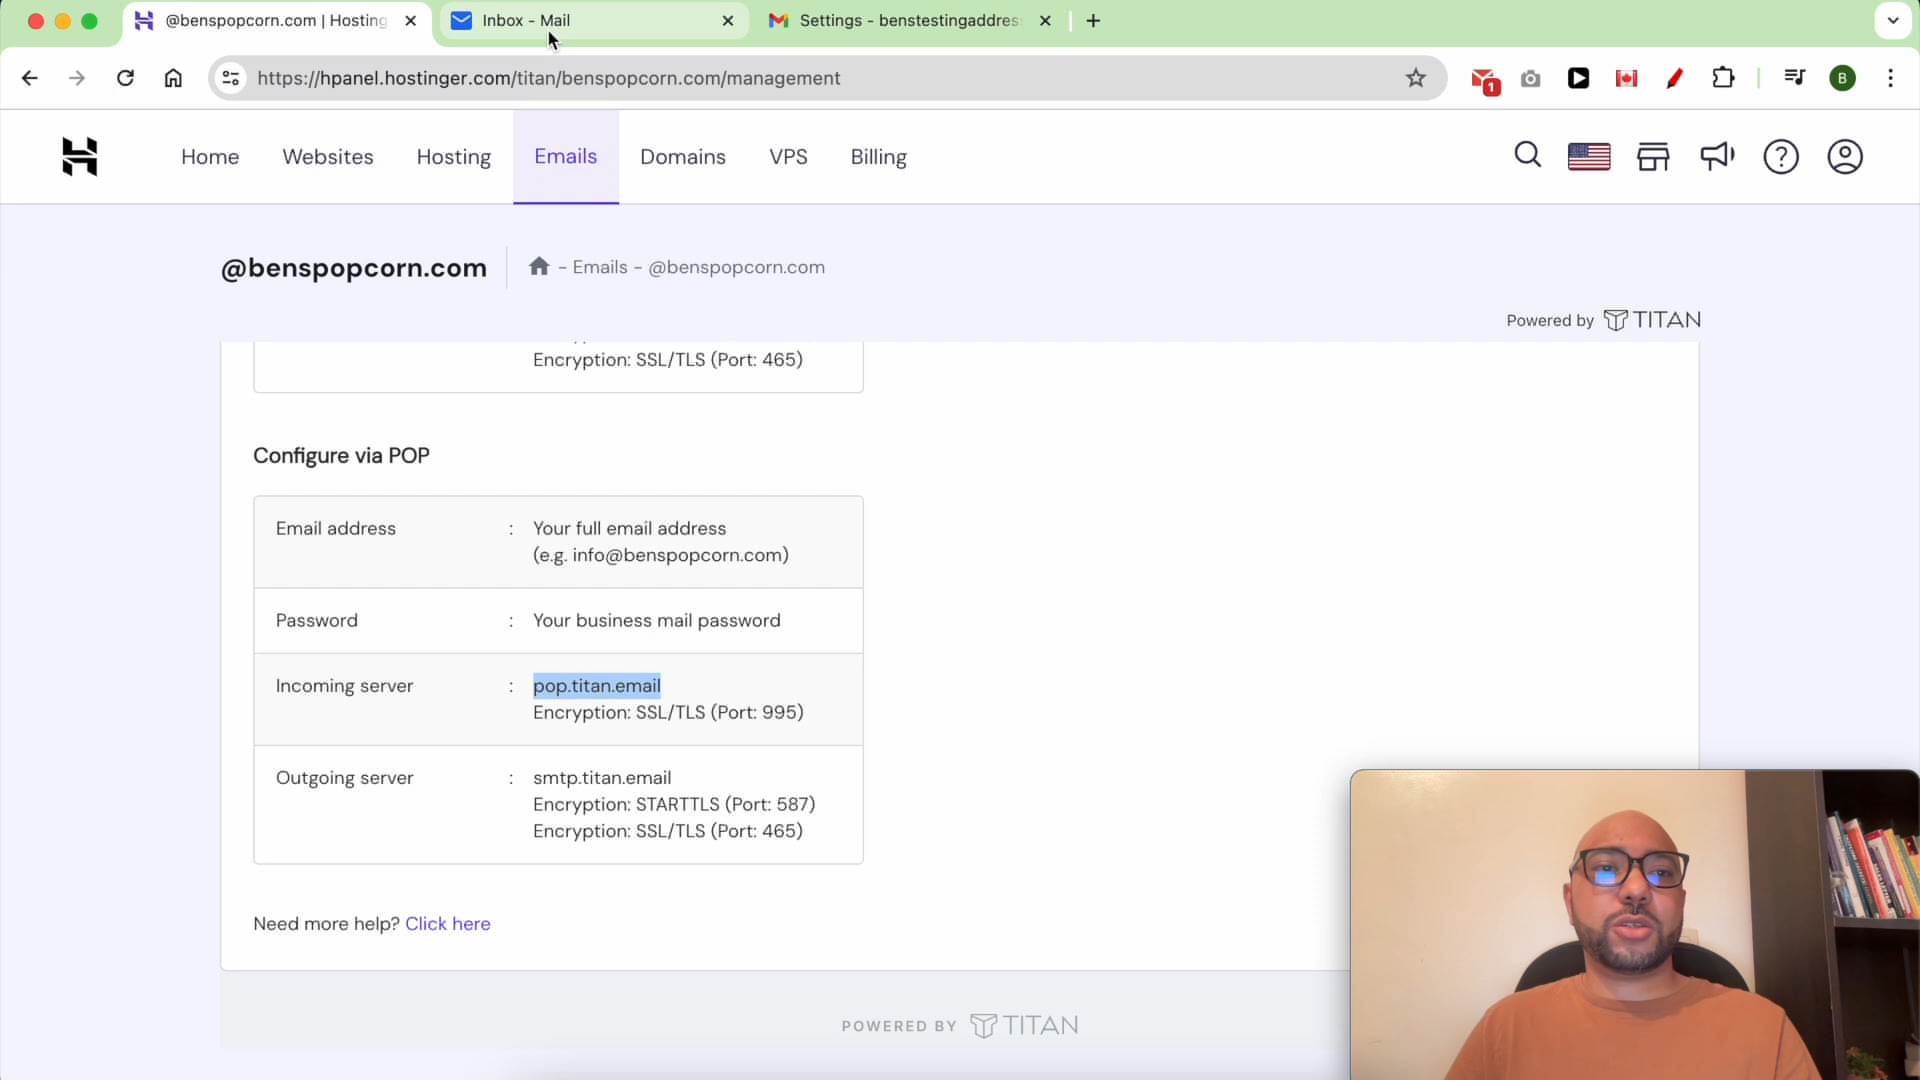 @benspopcorn.com | Hosting
Inbox - Mail
Settings - benstestingaddres
https://hpanel.hostinger.com/titan/benspopcorn.com/management
1
B
Home
Websites
Hosting
Emails
Domains
VPS
Billing
@benspopcorn.com
- Emails - @benspopcorn.com
Powered by TITAN
Encryption: SSL/TLS (Port: 465)
Configure via POP
Email address : Your full email address
(e.g. info@benspopcorn.com)
Password : Your business mail password
Incoming server : pop.titan.email
Encryption: SSL/TLS (Port: 995)
Outgoing server : smtp.titan.email
Encryption: STARTTLS (Port: 587)
Encryption: SSL/TLS (Port: 465)
Need more help? Click here
POWERED BY TITAN